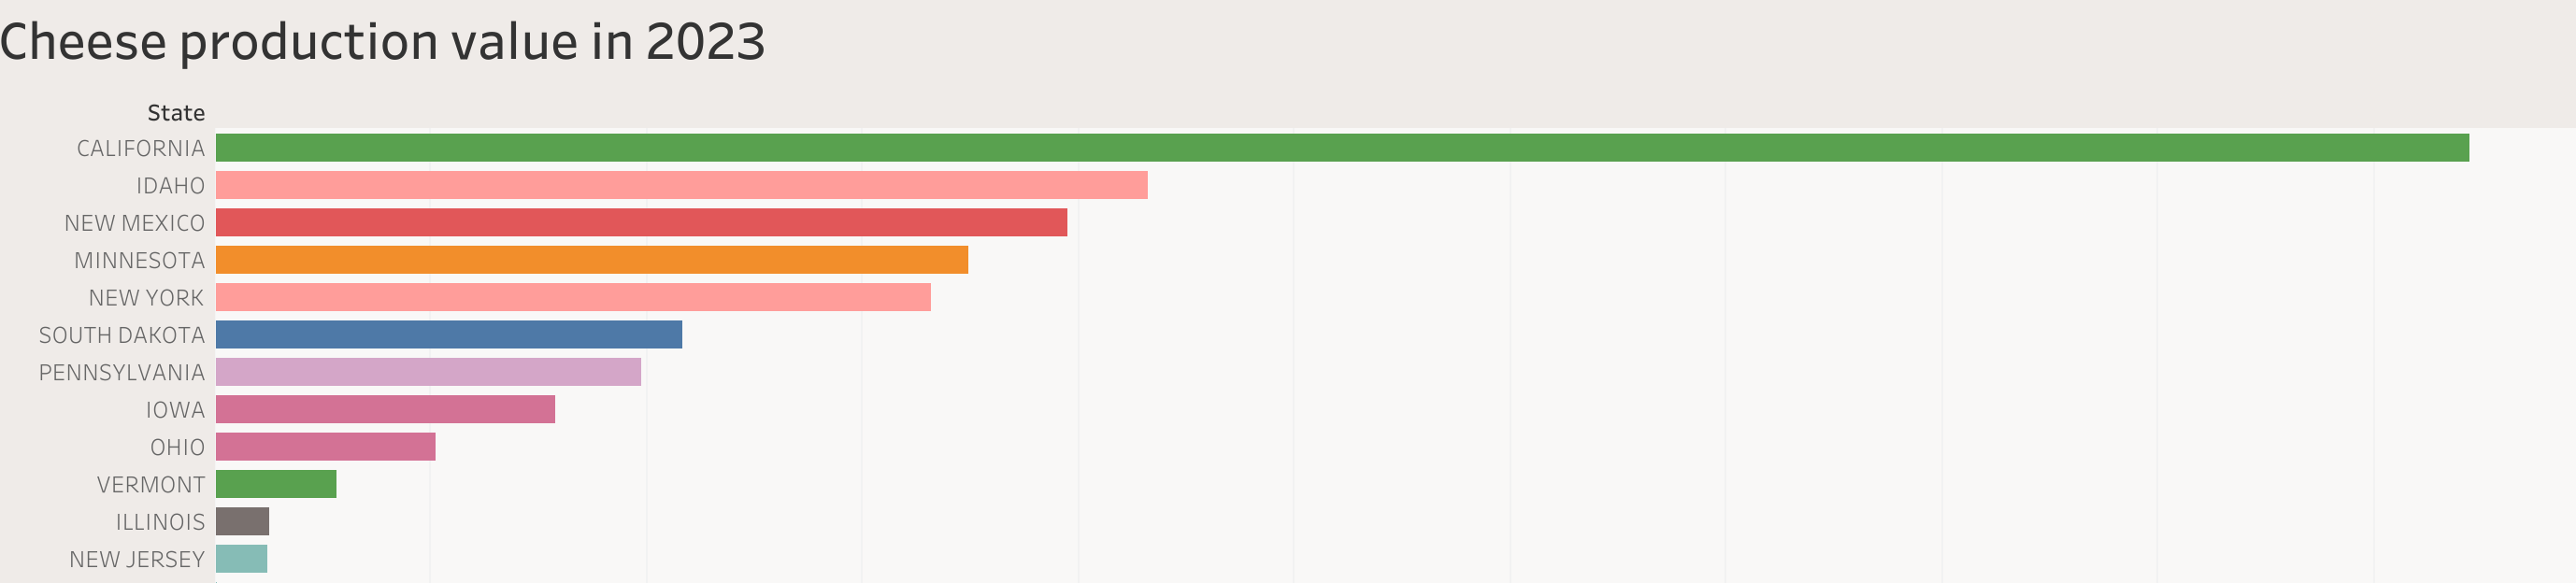 Cheese production value in 2023
State
CALIFORNIA
IDAHO
NEW MEXICO
MINNESOTA
NEW YORK
SOUTH DAKOTA
PENNSYLVANIA
IOWA
OHIO
VERMONT
ILLINOIS
NEW JERSEY